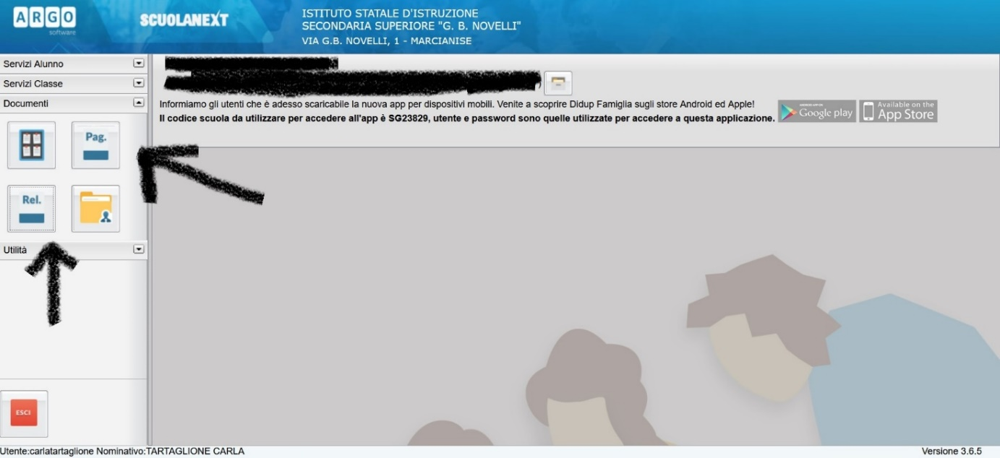 ARGO
software
SCUOLANEXT
ISTITUTO STATALE D'ISTRUZIONE
SECONDARIA SUPERIORE "G. B. NOVELLI"
VIA G.B. NOVELLI, 1 - MARCIANISE
Servizi Alunno
Servizi Classe
Documenti
Informiamo gli utenti che è adesso scaricabile la nuova app per dispositivi mobili. Venite a scoprire Didup Famiglia sugli store Android ed Apple!
Il codice scuola da utilizzare per accedere all'app è SG23829, utente e password sono quelle utilizzate per accedere a questa applicazione.
ANDROID APP ON
Google play
Available on the
App Store
Pag.
Rel.
Utilità
ESCI
Utente:carlatartaglione Nominativo:TARTAGLIONE CARLA
Versione 3.6.5